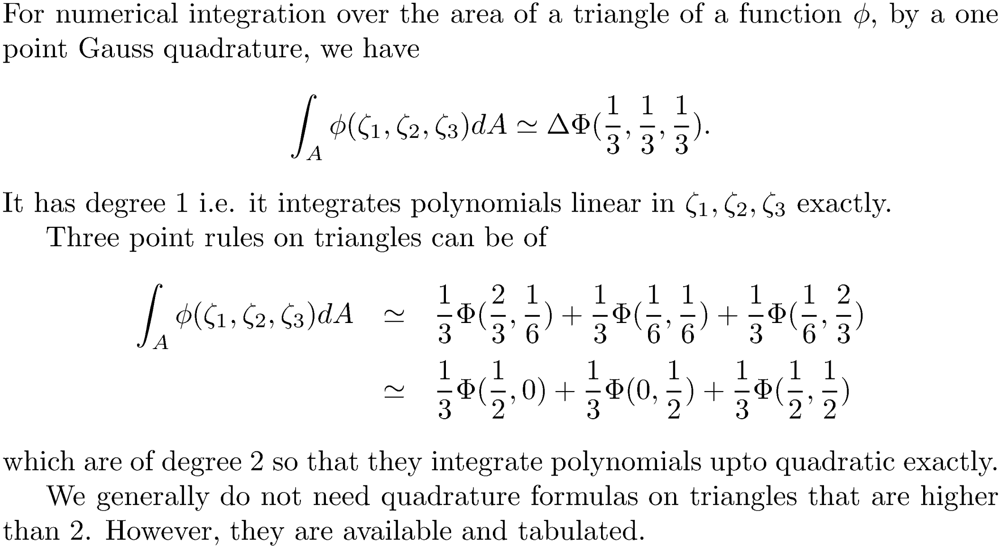 For numerical integration over the area of a triangle of a function $\phi$, by a one
point Gauss quadrature, we have
$$\int_A \phi(\zeta_1, \zeta_2, \zeta_3)dA \simeq \Delta\Phi(\frac{1}{3}, \frac{1}{3}, \frac{1}{3}).$$
It has degree 1 i.e. it integrates polynomials linear in $\zeta_1, \zeta_2, \zeta_3$ exactly.
Three point rules on triangles can be of
$$\int_A \phi(\zeta_1, \zeta_2, \zeta_3)dA \simeq \frac{1}{3}\Phi(\frac{2}{3}, \frac{1}{6}) + \frac{1}{3}\Phi(\frac{1}{6}, \frac{1}{6}) + \frac{1}{3}\Phi(\frac{1}{6}, \frac{2}{3})$$
$$\simeq \frac{1}{3}\Phi(\frac{1}{2}, 0) + \frac{1}{3}\Phi(0, \frac{1}{2}) + \frac{1}{3}\Phi(\frac{1}{2}, \frac{1}{2})$$
which are of degree 2 so that they integrate polynomials upto quadratic exactly.
We generally do not need quadrature formulas on triangles that are higher
than 2. However, they are available and tabulated.